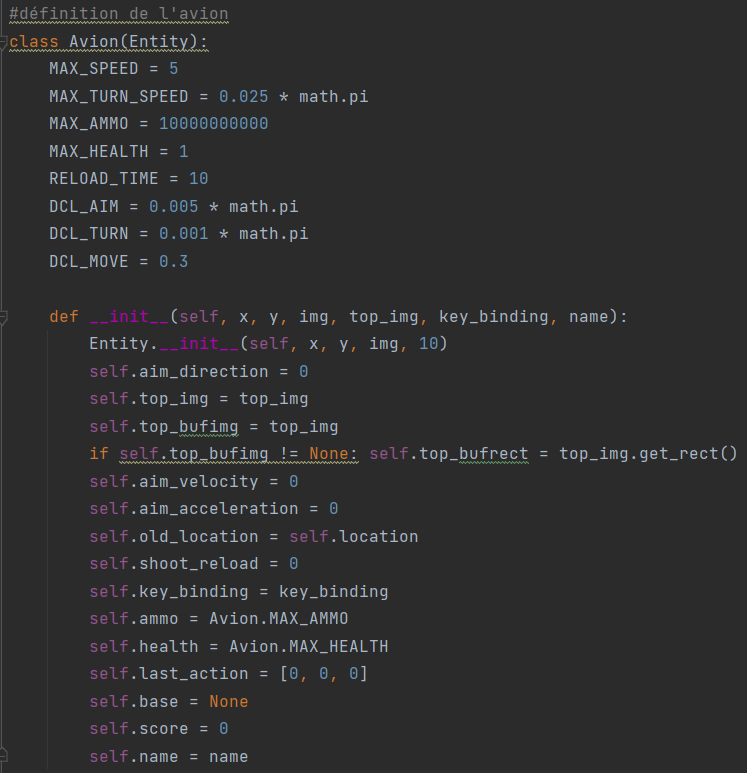 #définition de l'avion
class Avion(Entity):
    MAX_SPEED = 5
    MAX_TURN_SPEED = 0.025 * math.pi
    MAX_AMMO = 10000000000
    MAX_HEALTH = 1
    RELOAD_TIME = 10
    DCL_AIM = 0.005 * math.pi
    DCL_TURN = 0.001 * math.pi
    DCL_MOVE = 0.3

    def __init__(self, x, y, img, top_img, key_binding, name):
        Entity.__init__(self, x, y, img, 10)
        self.aim_direction = 0
        self.top_img = top_img
        self.top_bufimg = top_img
        if self.top_bufimg != None: self.top_bufrect = top_img.get_rect()
        self.aim_velocity = 0
        self.aim_acceleration = 0
        self.old_location = self.location
        self.shoot_reload = 0
        self.key_binding = key_binding
        self.ammo = Avion.MAX_AMMO
        self.health = Avion.MAX_HEALTH
        self.last_action = [0, 0, 0]
        self.base = None
        self.score = 0
        self.name = name